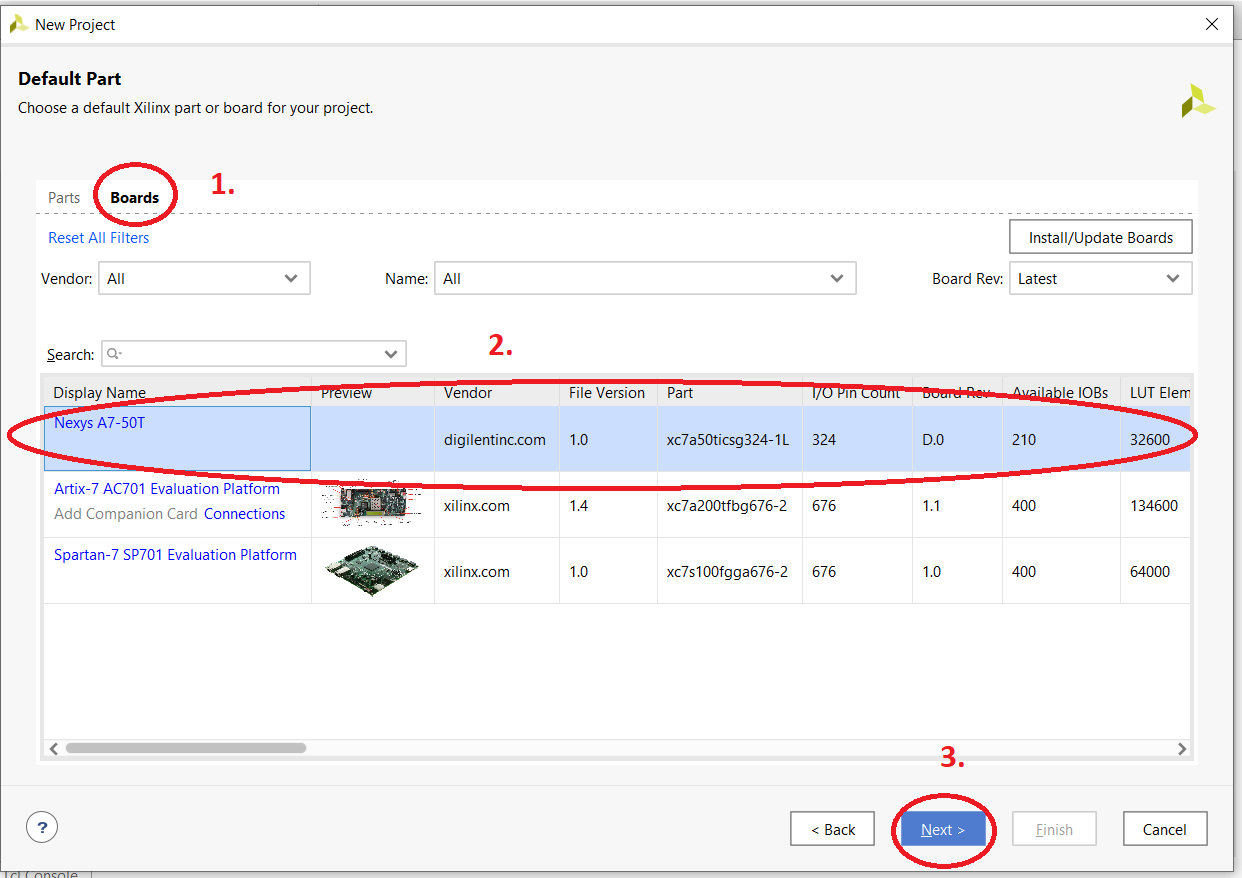 New Project
Default Part
Choose a default Xilinx part or board for your project.
Parts Boards 1.
Reset All Filters Install/Update Boards
Vendor: All Name: All Board Rev: Latest
2.
Search:
Display Name Preview Vendor File Version Part I/O Pin Count Board Rev Available IOBs LUT Elem
Nexys A7-50T
digilentinc.com 1.0 xc7a50ticsg324-1L 324 D.0 210 32600
Artix-7 AC701 Evaluation Platform
Add Companion Card Connections
xilinx.com 1.4 xc7a200tfbg676-2 676 1.1 400 134600
Spartan-7 SP701 Evaluation Platform
xilinx.com 1.0 xc7s100fgga676-2 676 1.0 400 64000
3.
? < Back Next > Finish Cancel
Tcl Console